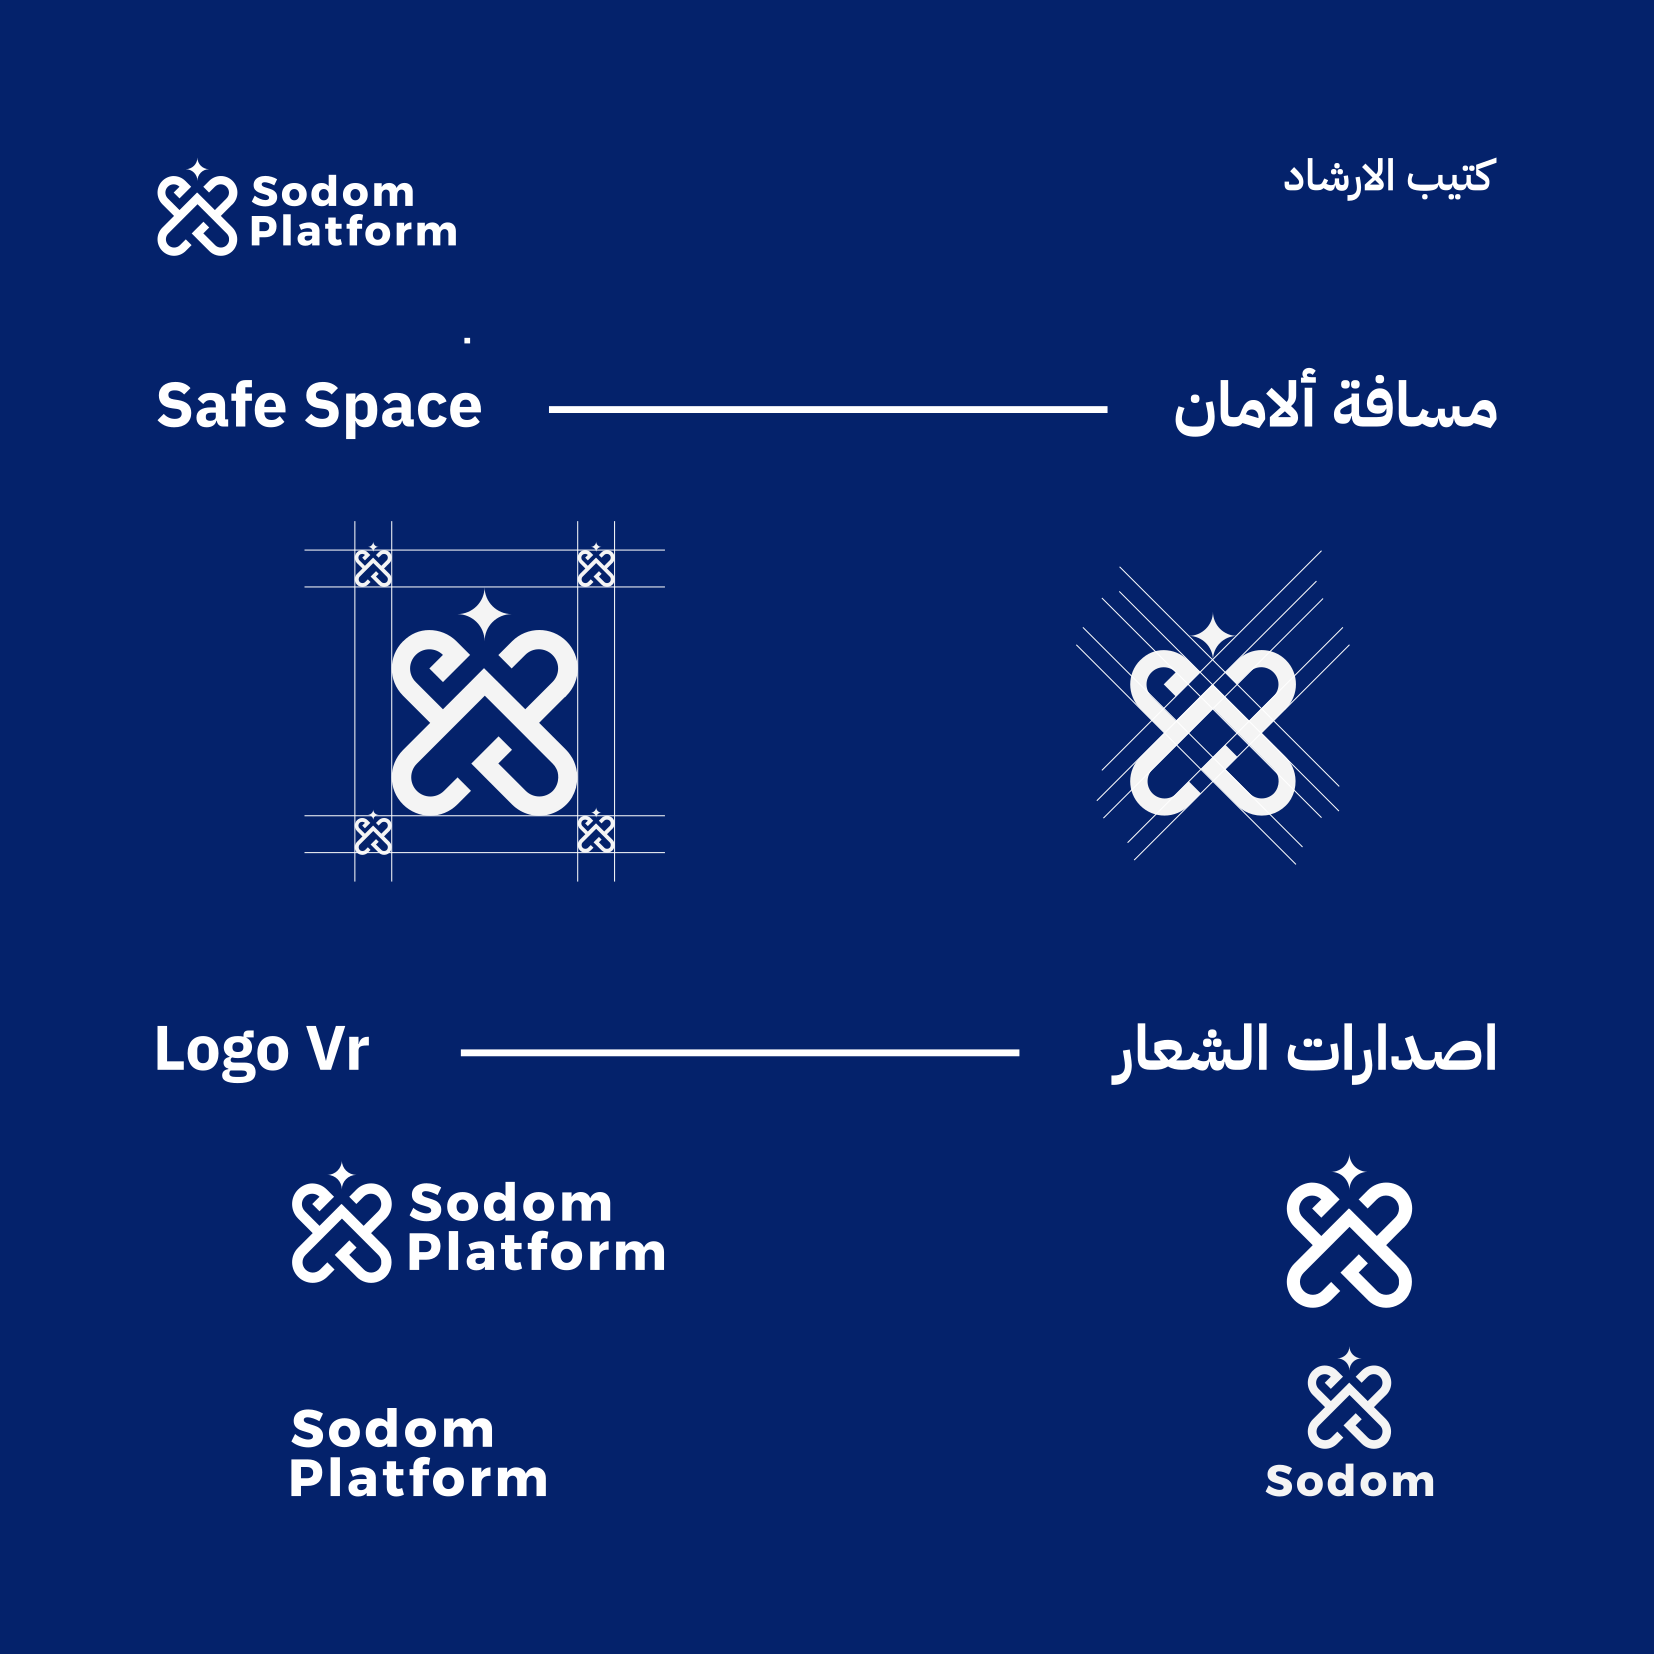 Sodom
Platform
كتيب الارشاد
Safe Space
مسافة ألامان
Logo Vr
اصدارات الشعار
Sodom
Platform
Sodom
Platform
Sodom